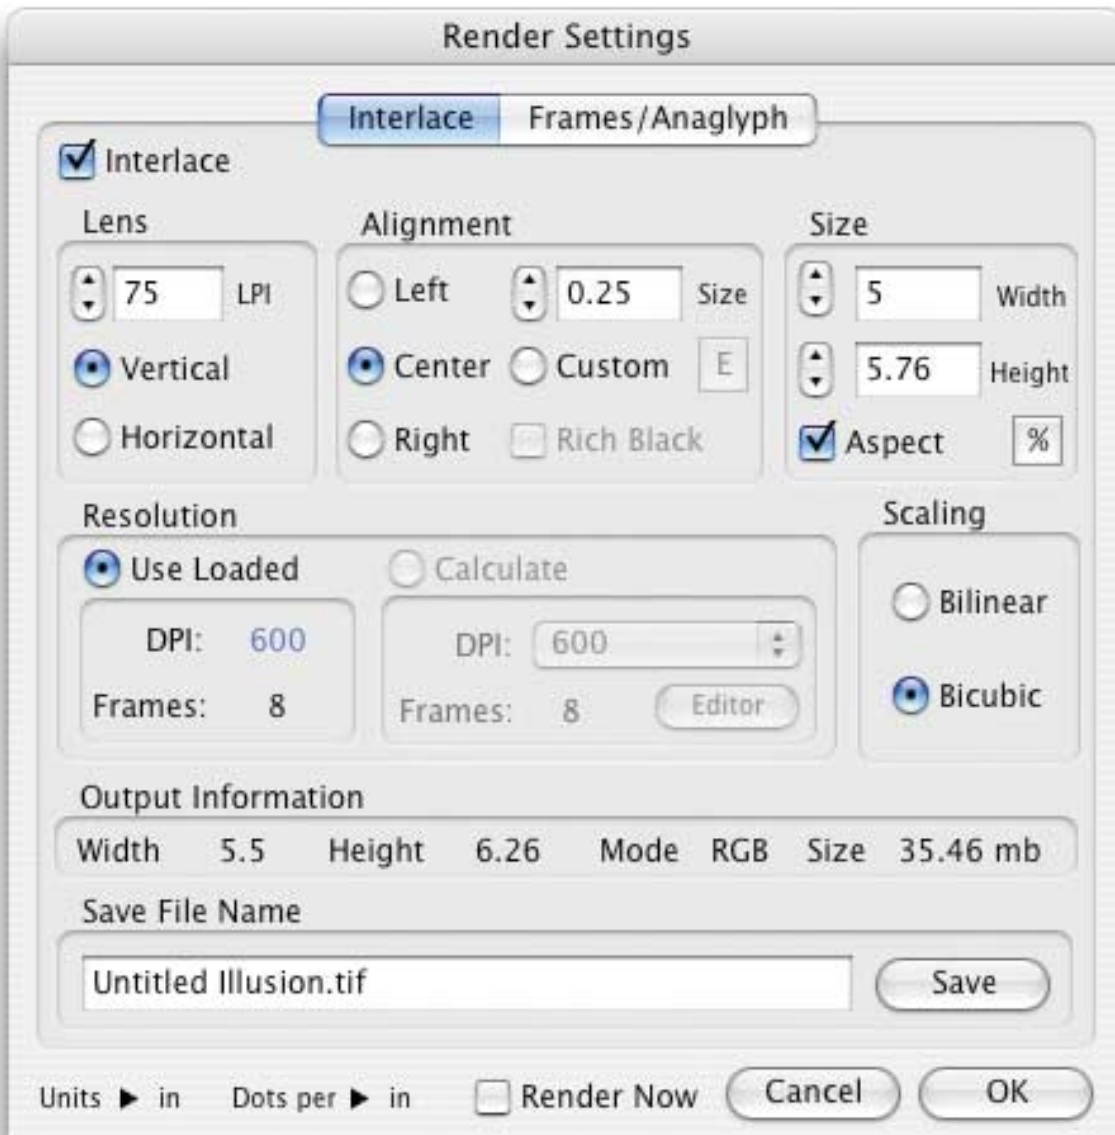 Render Settings
Interlace Frames/Anaglyph
Interlace
Lens
75 LPI
Vertical
Horizontal
Alignment
Left 0.25 Size
Center Custom E
Right Rich Black
Size
5 Width
5.76 Height
Aspect %
Resolution
Use Loaded
DPI: 600
Frames: 8
Calculate
DPI: 600
Frames: 8 Editor
Scaling
Bilinear
Bicubic
Output Information
Width 5.5 Height 6.26 Mode RGB Size 35.46 mb
Save File Name
Untitled Illusion.tif Save
Units ▶ in Dots per ▶ in Render Now Cancel OK